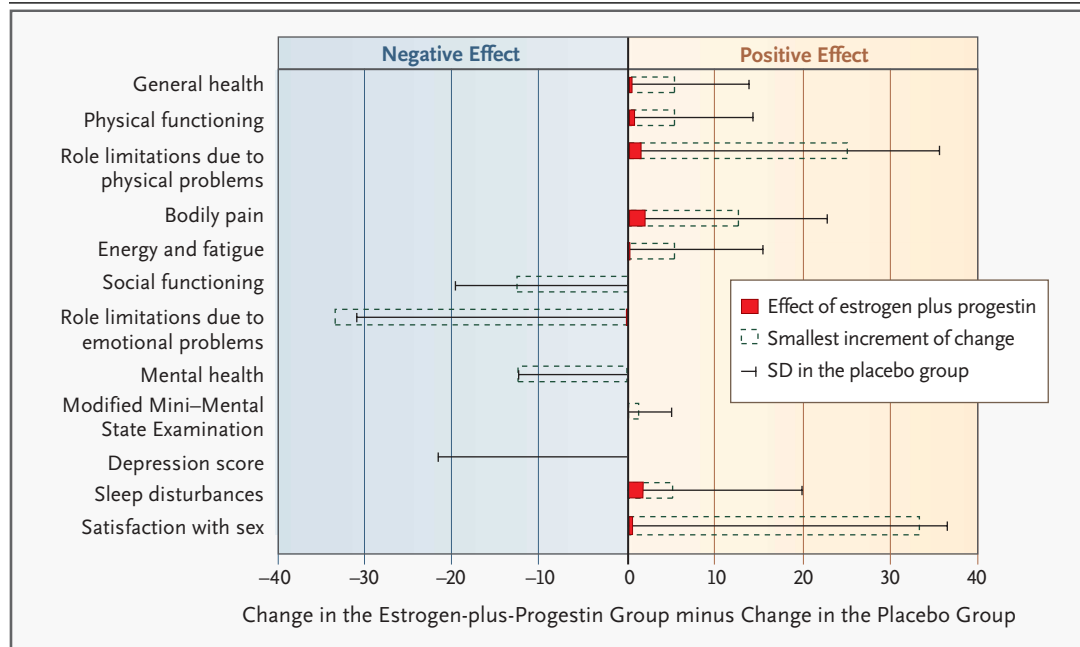 Negative Effect
Positive Effect
General health
Physical functioning
Role limitations due to
physical problems
Bodily pain
Energy and fatigue
Social functioning
Role limitations due to
emotional problems
Mental health
Modified Mini–Mental
State Examination
Depression score
Sleep disturbances
Satisfaction with sex
Effect of estrogen plus progestin
Smallest increment of change
SD in the placebo group
–40 –30 –20 –10 0 10 20 30 40
Change in the Estrogen-plus-Progestin Group minus Change in the Placebo Group